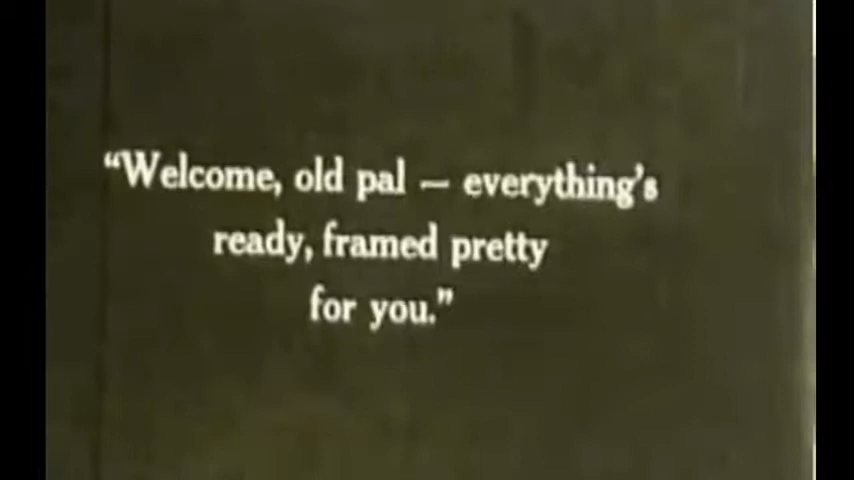 “Welcome, old pal — everything’s
ready, framed pretty
for you.”